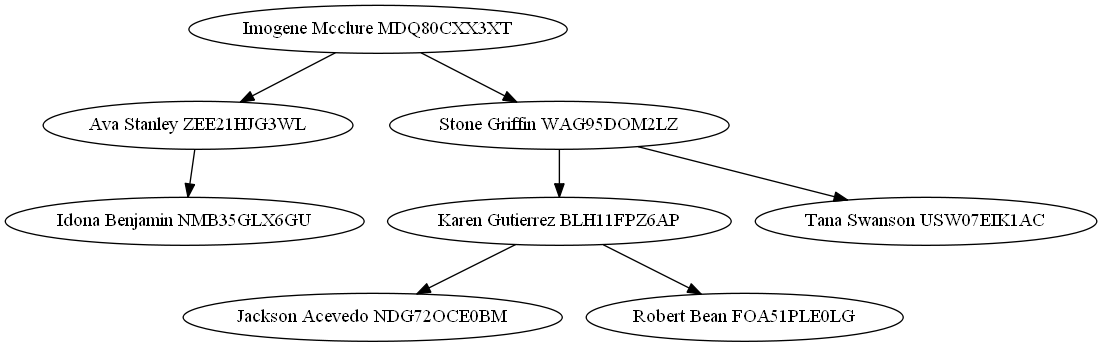 Imogene Mcclure MDQ80CXX3XT
Ava Stanley ZEE21HJG3WL
Stone Griffin WAG95DOM2LZ
Idona Benjamin NMB35GLX6GU
Karen Gutierrez BLH11FPZ6AP
Tana Swanson USW07EIK1AC
Jackson Acevedo NDG72OCE0BM
Robert Bean FOA51PLE0LG